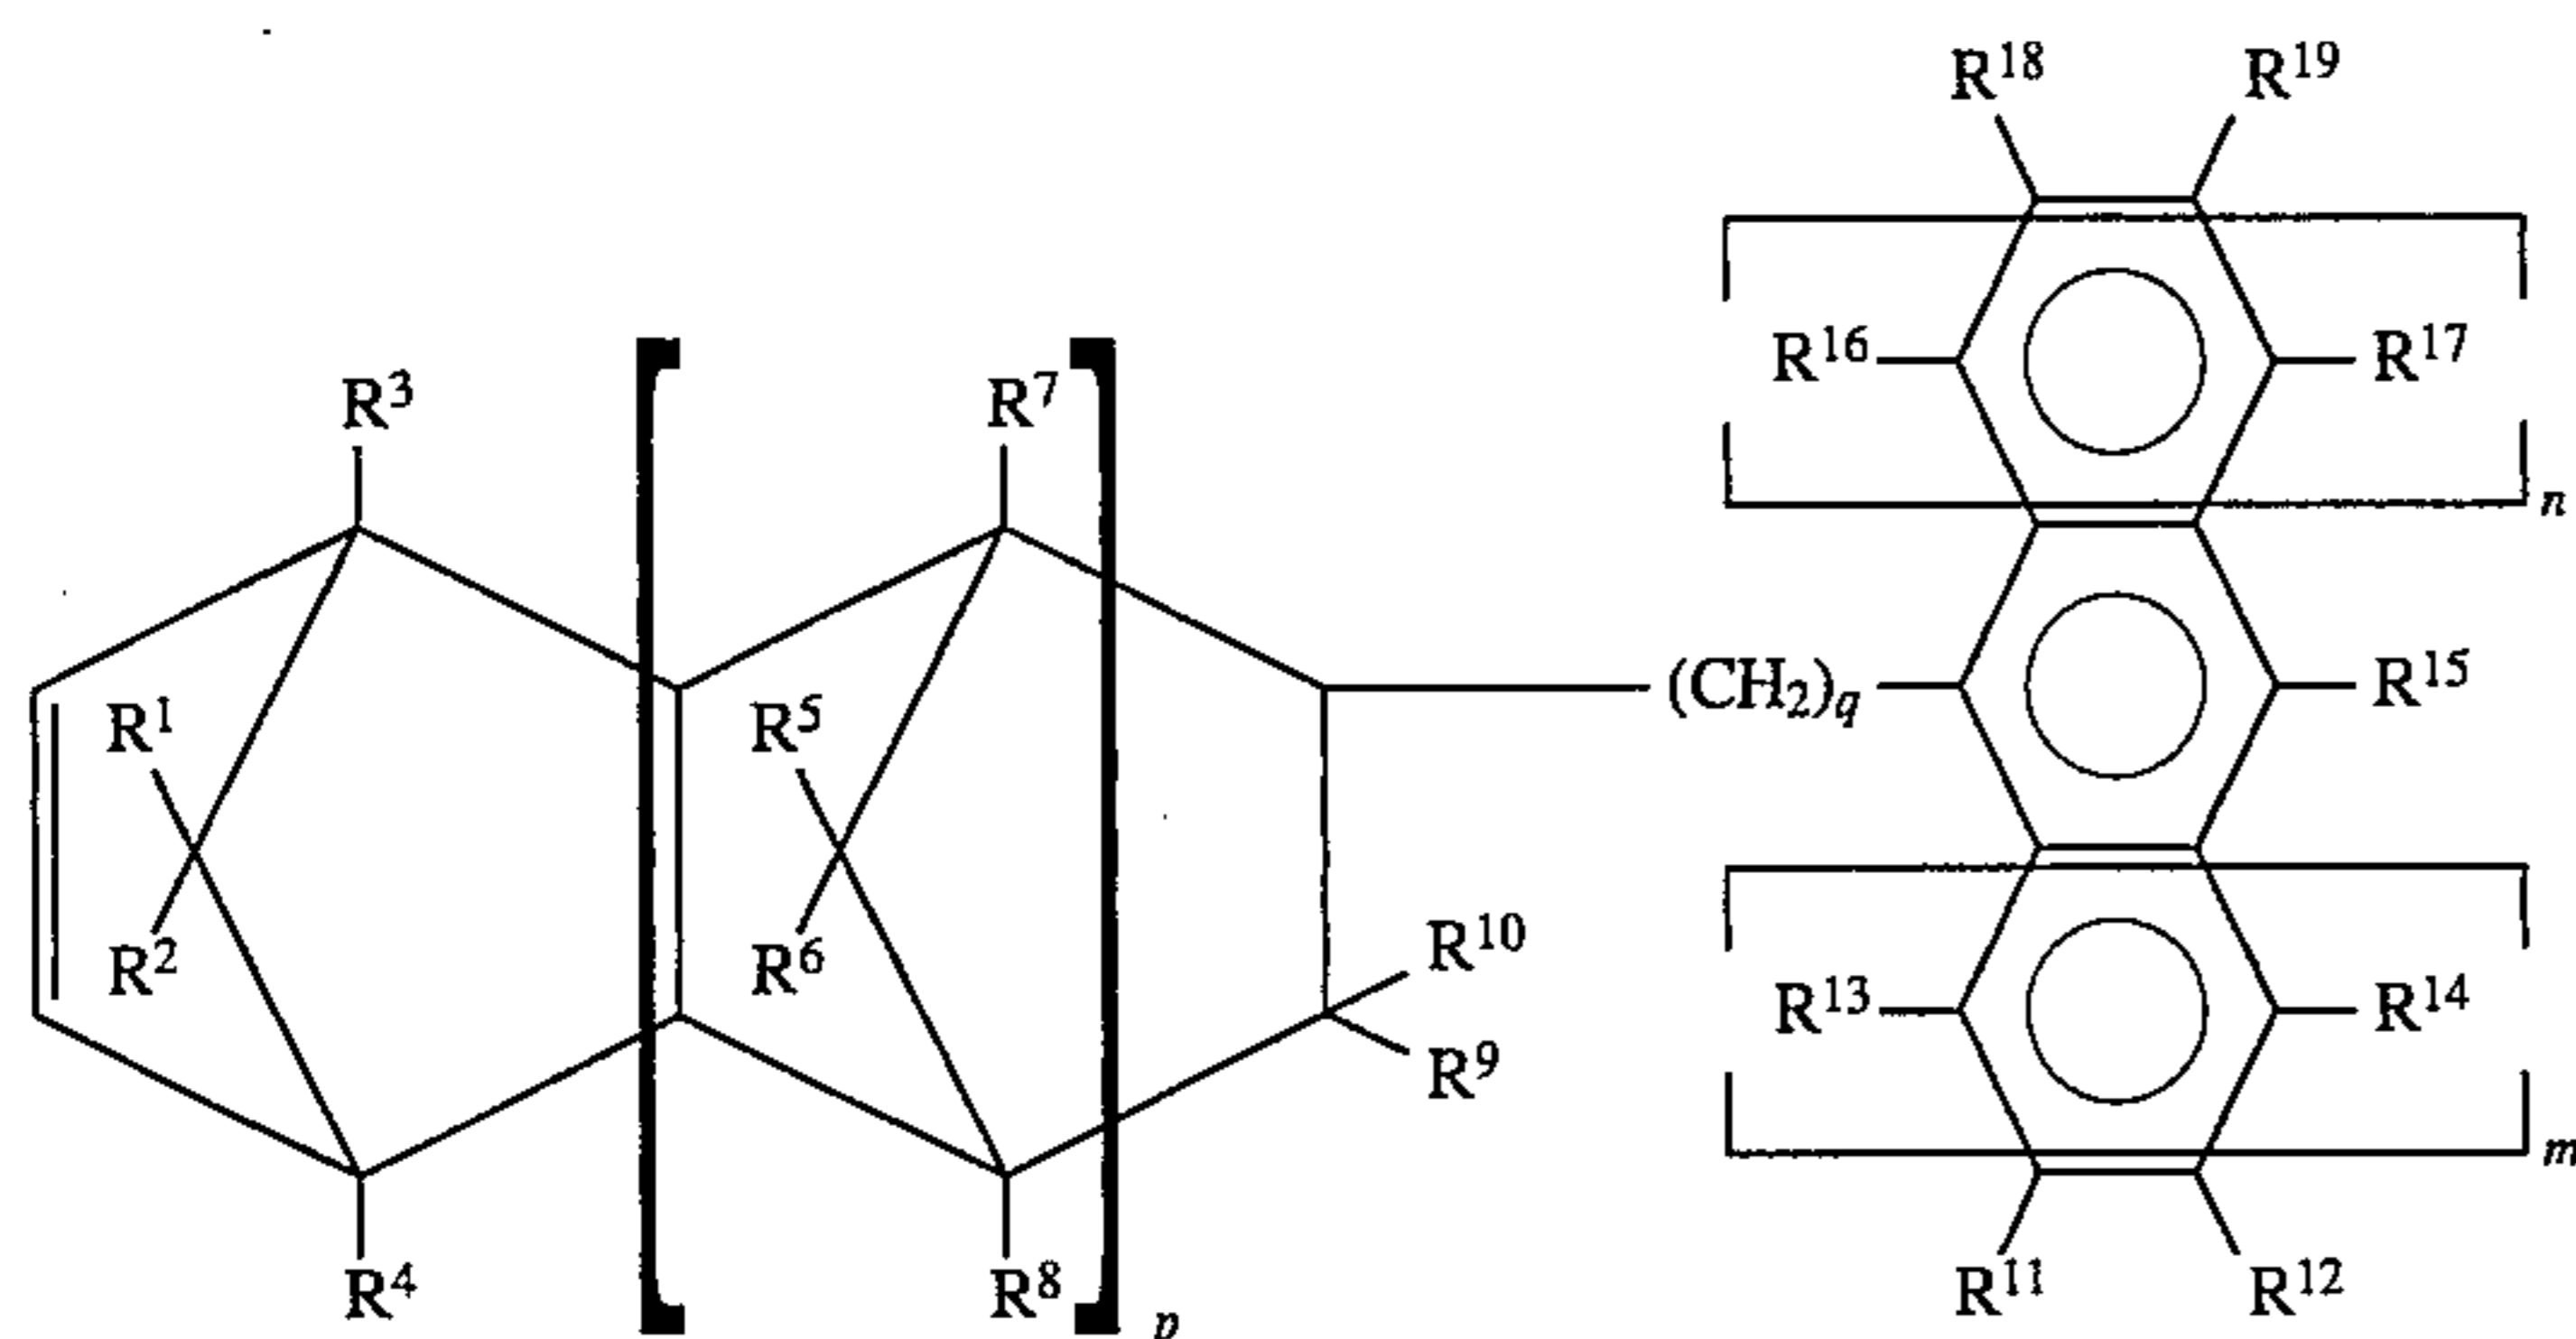 R¹⁸ R¹⁹
R¹⁶ R¹⁷
n
R³ R⁷
R¹ R⁵ (CH₂)q R¹⁵
R² R⁶ R¹⁰
R¹³ R¹⁴
R⁹
m
R⁴ R⁸ p R¹¹ R¹²